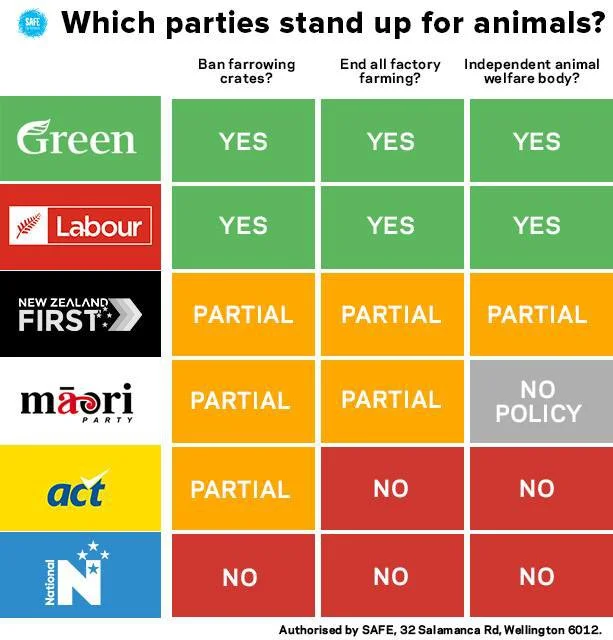 SAFE
Which parties stand up for animals?
Ban farrowing
crates?
End all factory
farming?
Independent animal
welfare body?
Green
YES
YES
YES
Labour
YES
YES
YES
NEW ZEALAND
FIRST
PARTIAL
PARTIAL
PARTIAL
māori
PARTY
PARTIAL
PARTIAL
NO
POLICY
act
PARTIAL
NO
NO
National
N
NO
NO
NO
Authorised by SAFE, 32 Salamanca Rd, Wellington 6012.